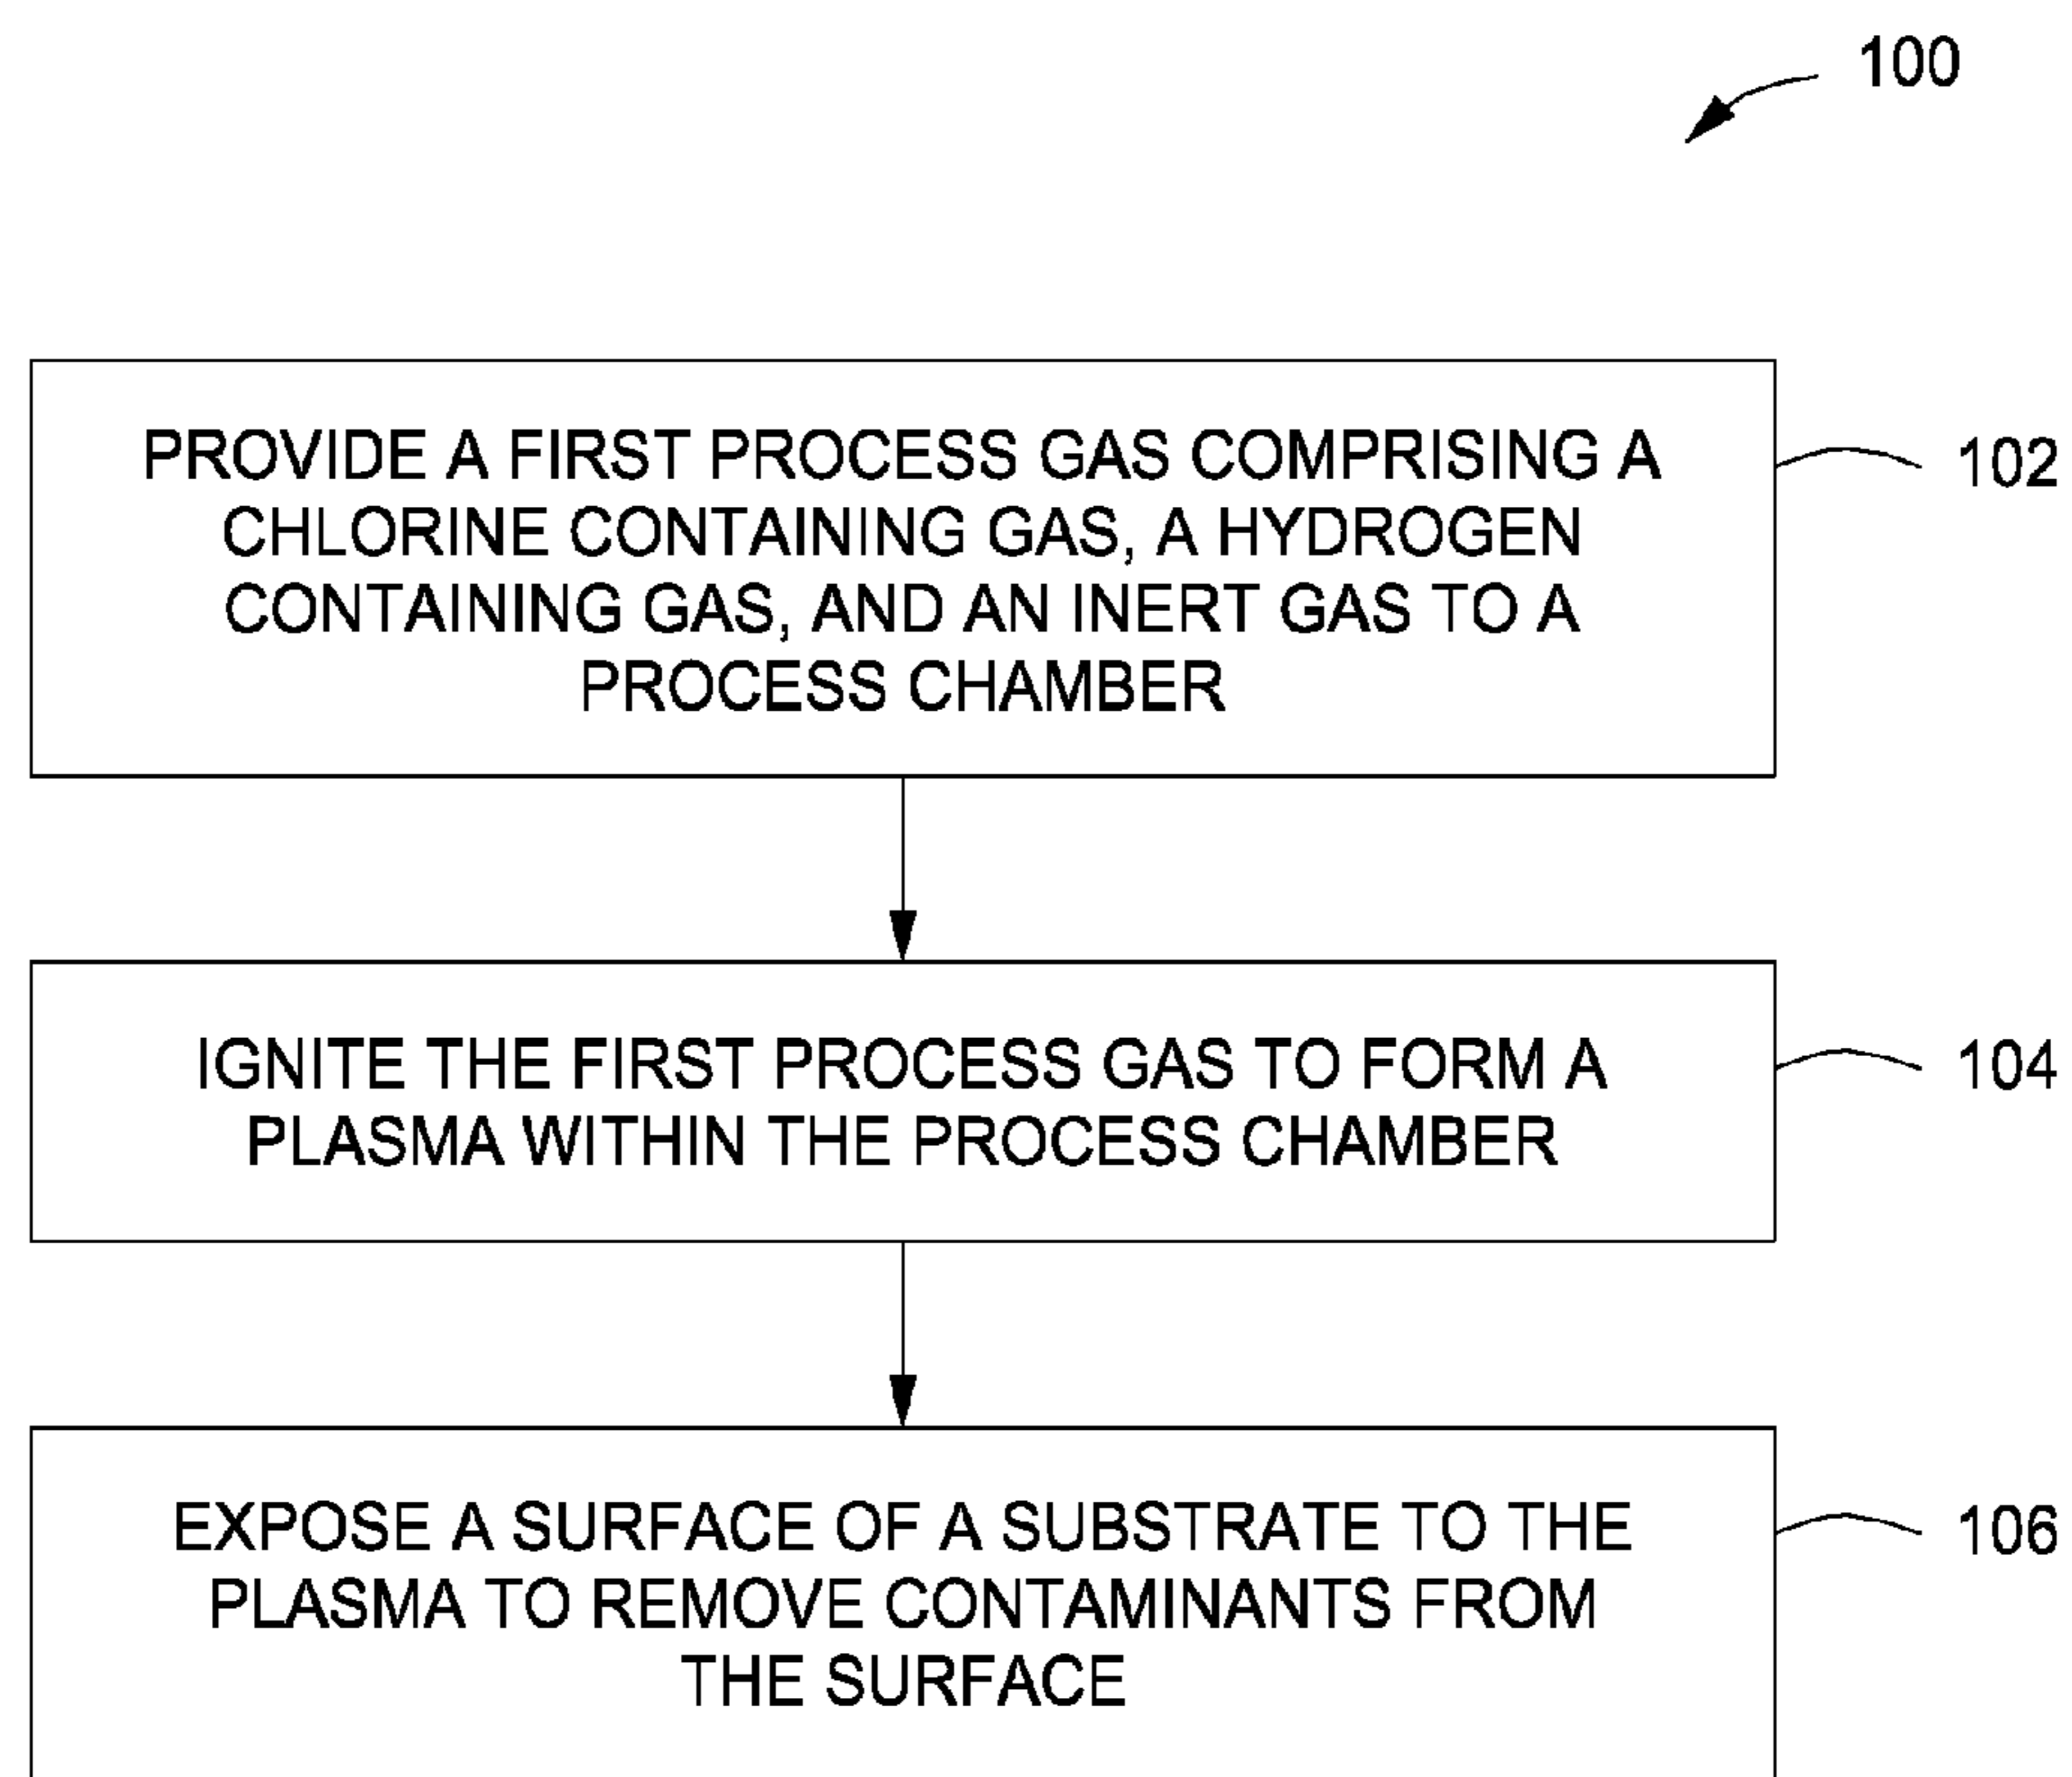 100
PROVIDE A FIRST PROCESS GAS COMPRISING A
CHLORINE CONTAINING GAS, A HYDROGEN
CONTAINING GAS, AND AN INERT GAS TO A
PROCESS CHAMBER
102
IGNITE THE FIRST PROCESS GAS TO FORM A
PLASMA WITHIN THE PROCESS CHAMBER
104
EXPOSE A SURFACE OF A SUBSTRATE TO THE
PLASMA TO REMOVE CONTAMINANTS FROM
THE SURFACE
106